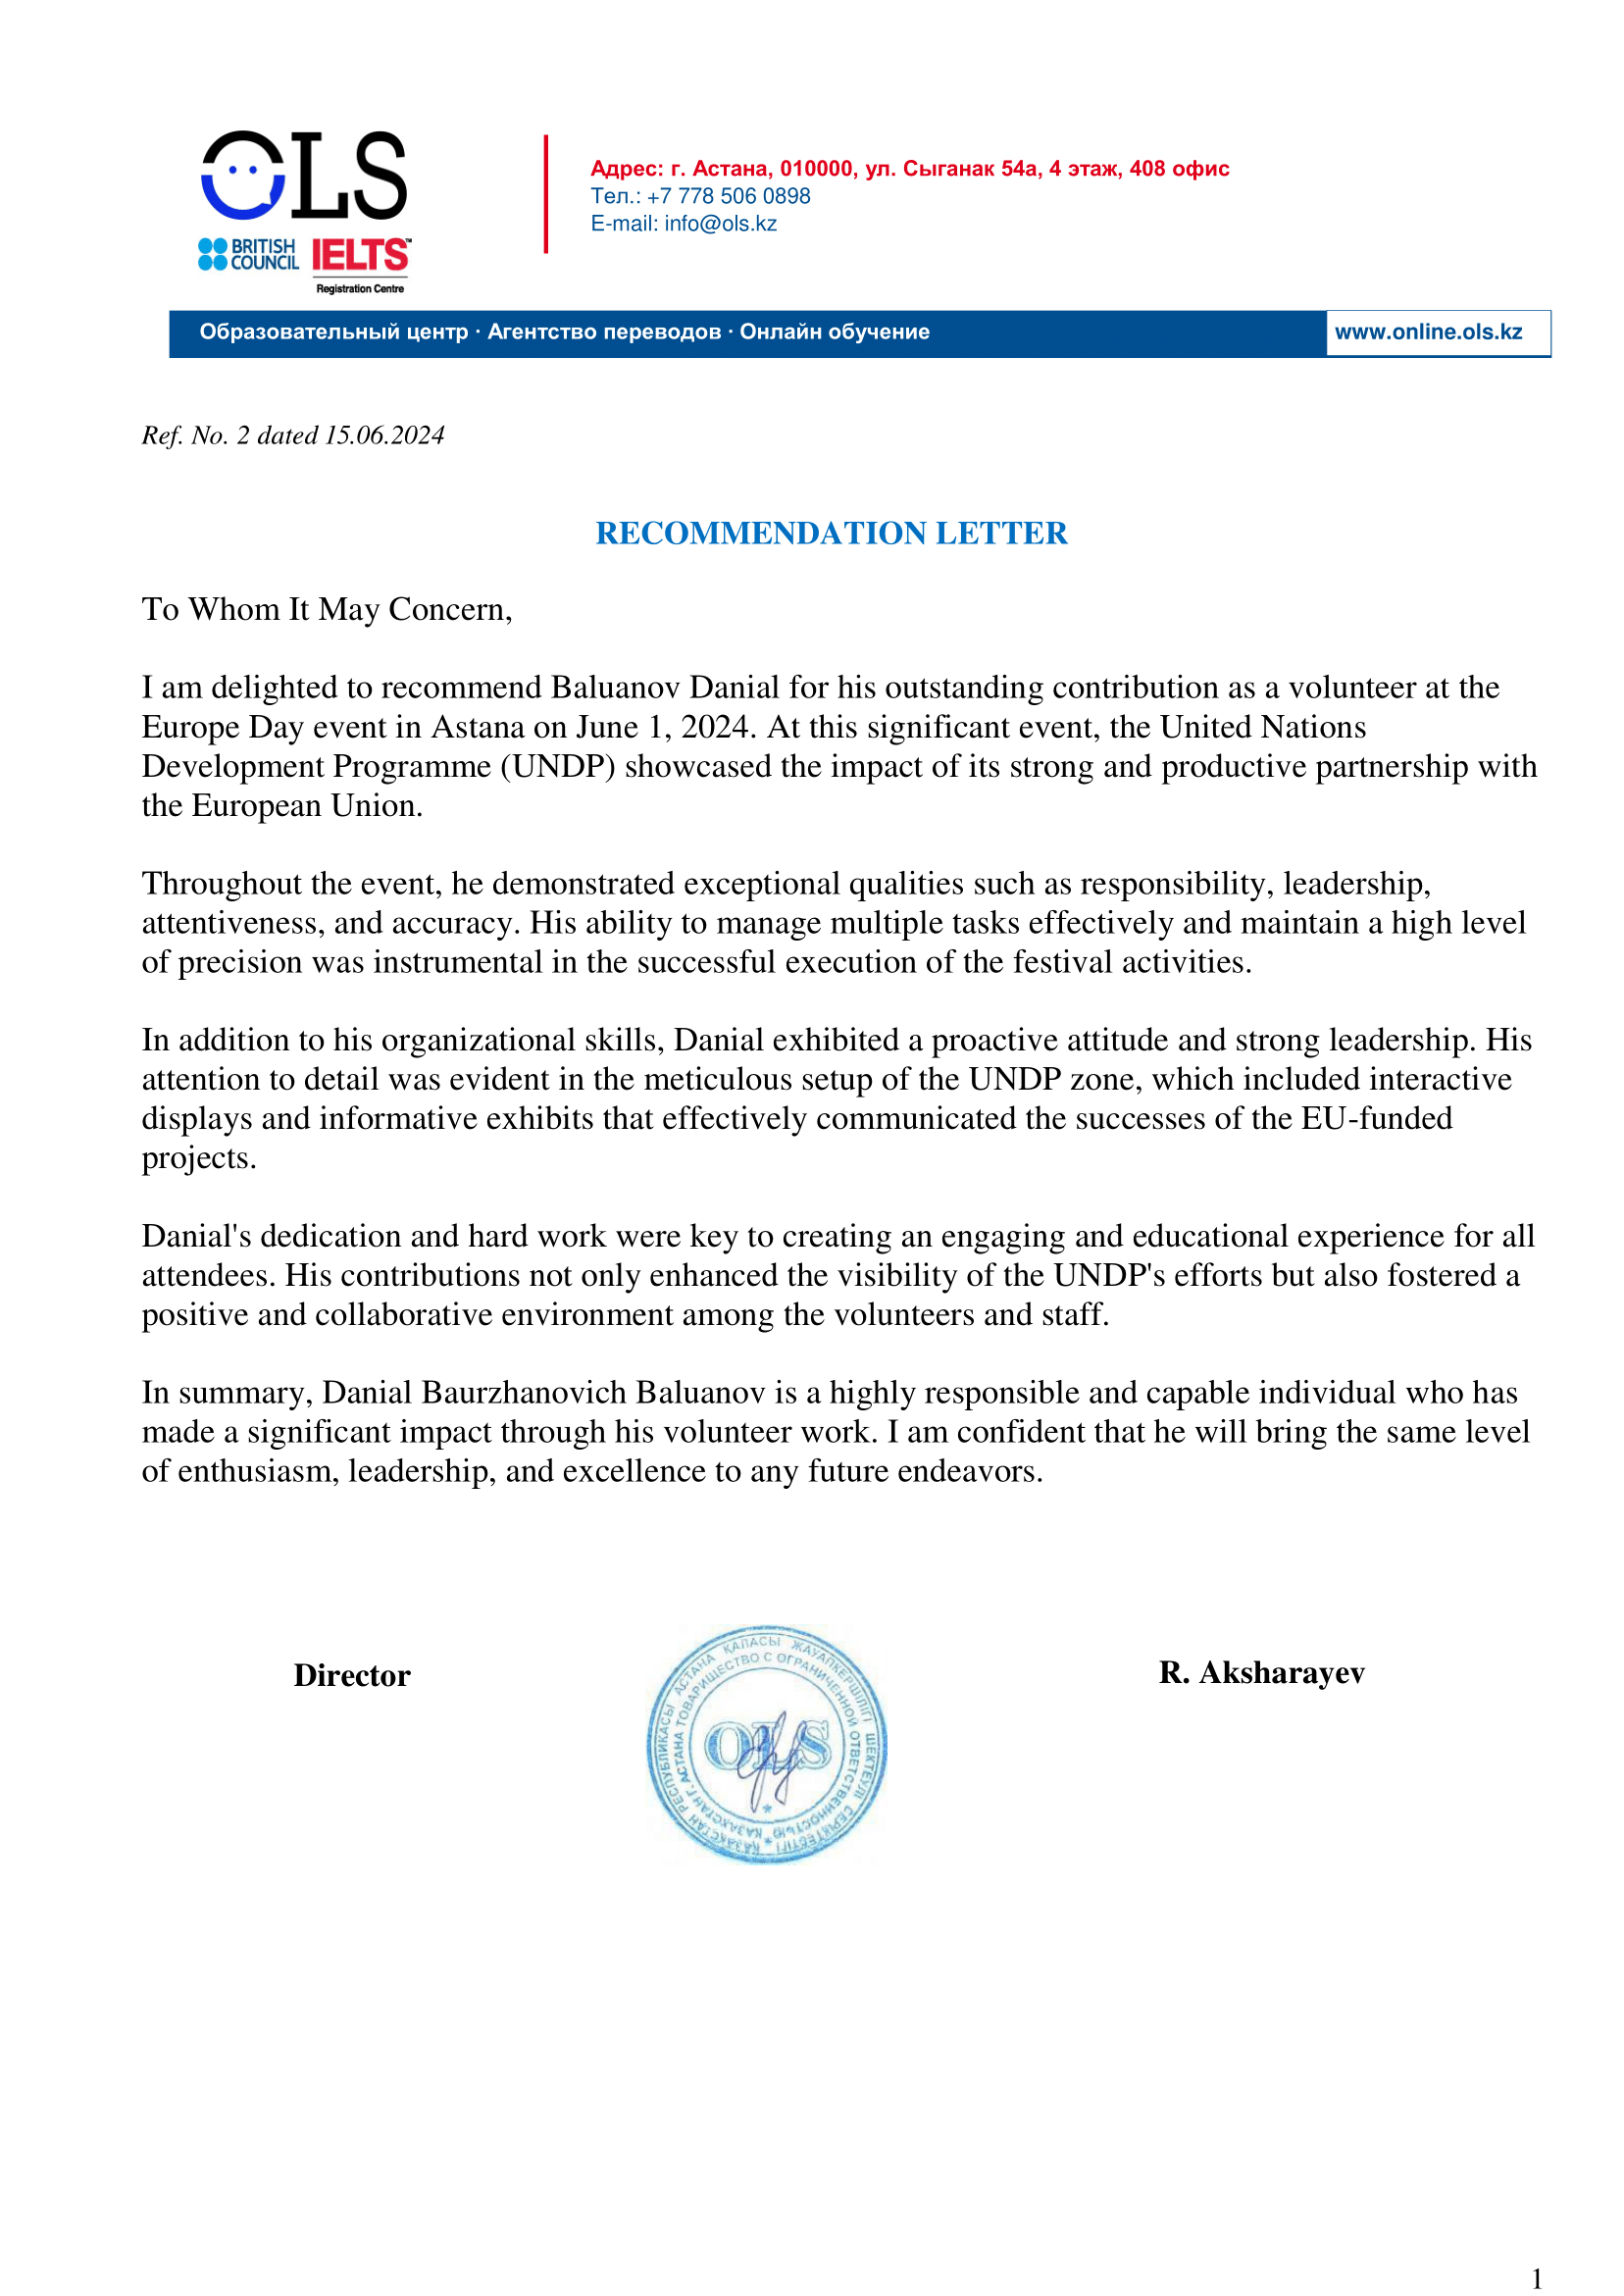 OLS
BRITISH COUNCIL IELTS™
Registration Centre
Адрес: г. Астана, 010000, ул. Сыганак 54а, 4 этаж, 408 офис
Тел.: +7 778 506 0898
E-mail: info@ols.kz
Образовательный центр · Агентство переводов · Онлайн обучение www.online.ols.kz
Ref. No. 2 dated 15.06.2024
RECOMMENDATION LETTER
To Whom It May Concern,
I am delighted to recommend Baluanov Danial for his outstanding contribution as a volunteer at the
Europe Day event in Astana on June 1, 2024. At this significant event, the United Nations
Development Programme (UNDP) showcased the impact of its strong and productive partnership with
the European Union.
Throughout the event, he demonstrated exceptional qualities such as responsibility, leadership,
attentiveness, and accuracy. His ability to manage multiple tasks effectively and maintain a high level
of precision was instrumental in the successful execution of the festival activities.
In addition to his organizational skills, Danial exhibited a proactive attitude and strong leadership. His
attention to detail was evident in the meticulous setup of the UNDP zone, which included interactive
displays and informative exhibits that effectively communicated the successes of the EU-funded
projects.
Danial's dedication and hard work were key to creating an engaging and educational experience for all
attendees. His contributions not only enhanced the visibility of the UNDP's efforts but also fostered a
positive and collaborative environment among the volunteers and staff.
In summary, Danial Baurzhanovich Baluanov is a highly responsible and capable individual who has
made a significant impact through his volunteer work. I am confident that he will bring the same level
of enthusiasm, leadership, and excellence to any future endeavors.
Director
ҚАЗАҚСТАН РЕСПУБЛИКАСЫ АСТАНА ҚАЛАСЫ ЖАУАПКЕРШІЛІГІ ШЕКТЕУЛІ СЕРІКТЕСТІГІ
КАЗАХСТАН г. АСТАНА ТОВАРИЩЕСТВО С ОГРАНИЧЕННОЙ ОТВЕТСТВЕННОСТЬЮ
OLS
R. Aksharayev
1